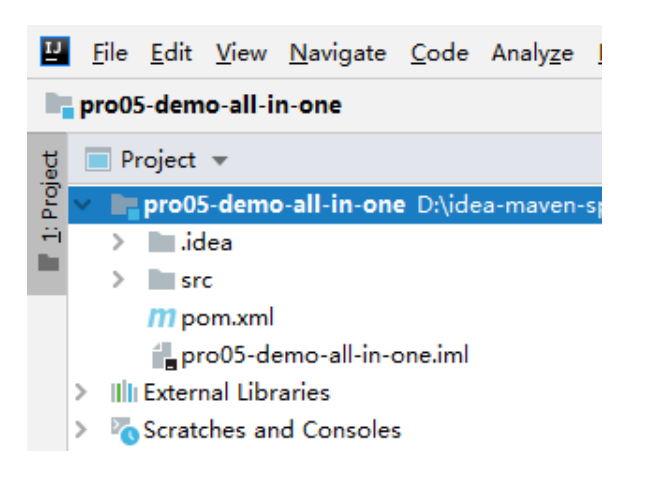 IJ File Edit View Navigate Code Analyze
pro05-demo-all-in-one
1: Project
Project
pro05-demo-all-in-one D:\idea-maven-sp
.idea
src
m pom.xml
pro05-demo-all-in-one.iml
External Libraries
Scratches and Consoles